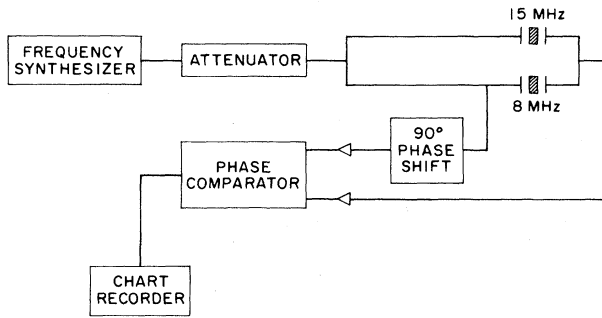 15 MHz
FREQUENCY
SYNTHESIZER
ATTENUATOR
8 MHz
90°
PHASE
SHIFT
PHASE
COMPARATOR
CHART
RECORDER